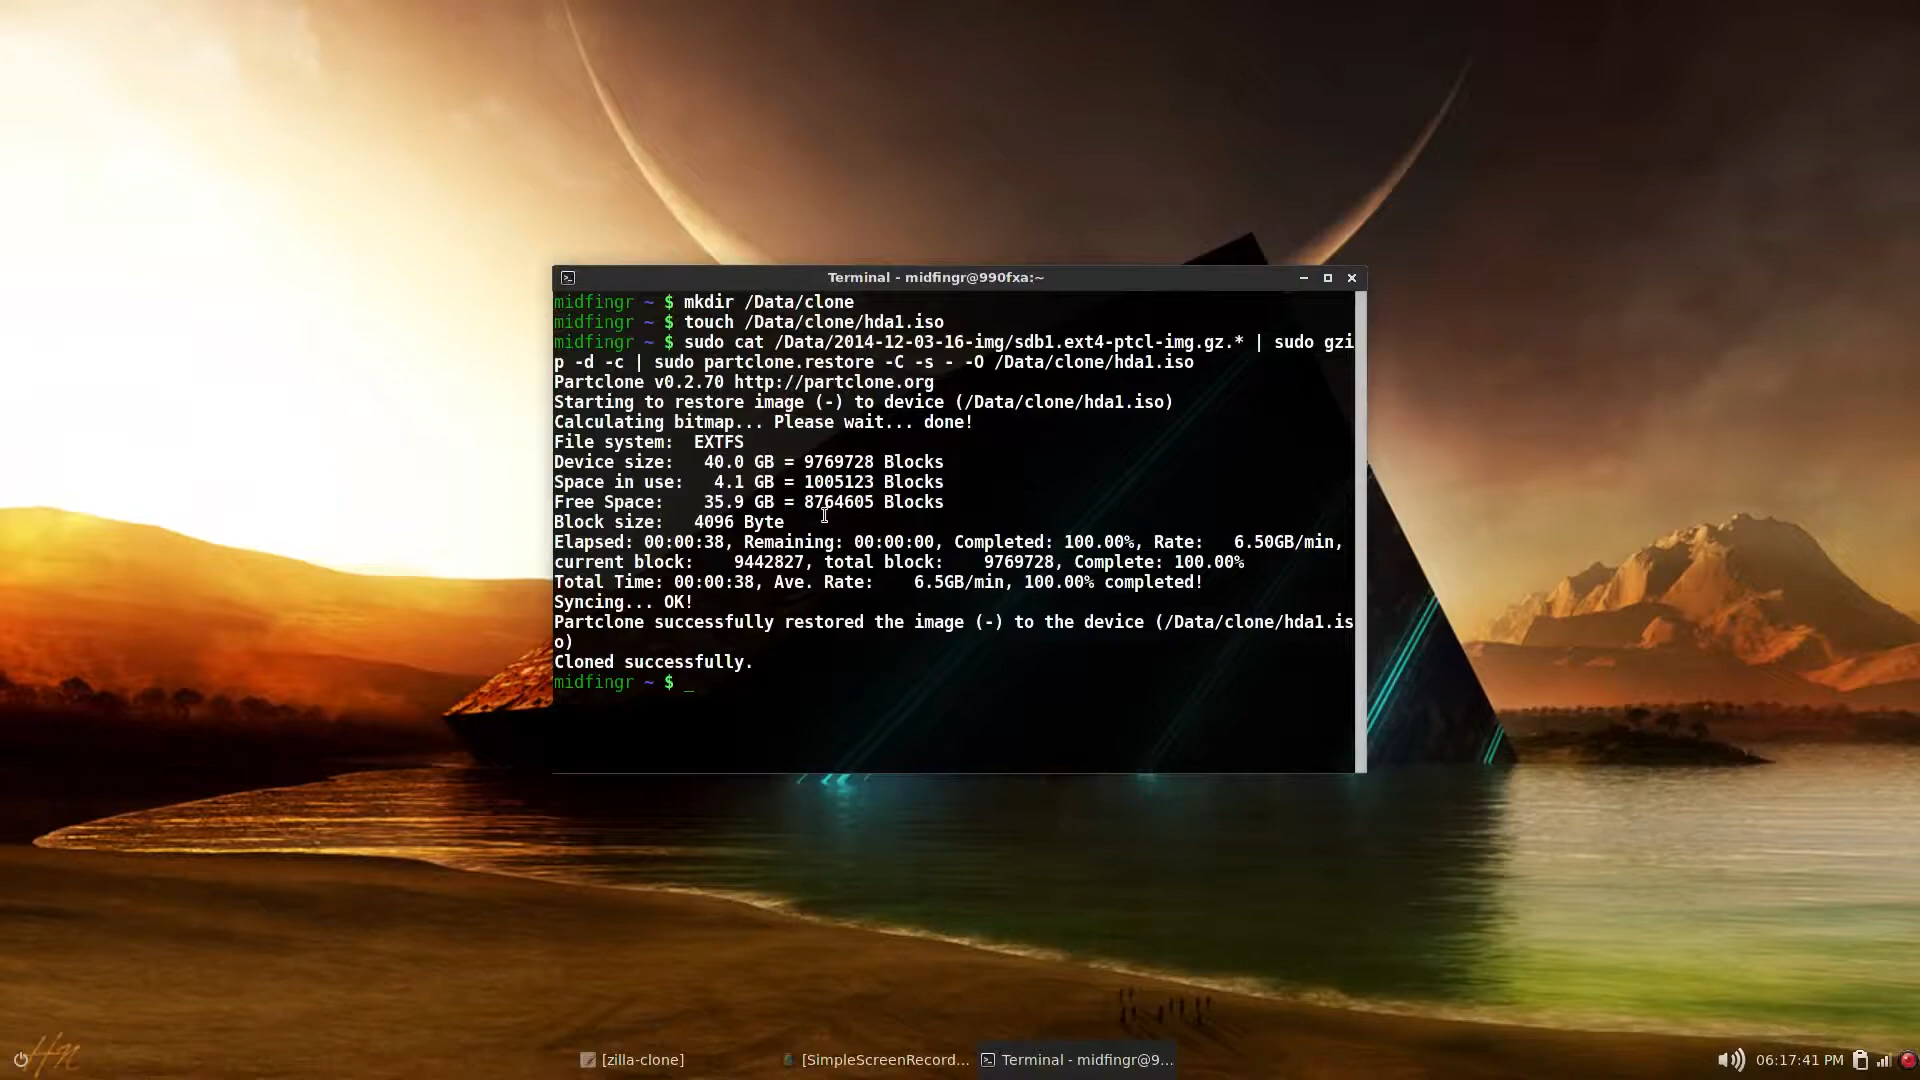 Terminal - midfingr@990fxa:~
midfingr ~ $ mkdir /Data/clone
midfingr ~ $ touch /Data/clone/hda1.iso
midfingr ~ $ sudo cat /Data/2014-12-03-16-img/sdb1.ext4-ptcl-img.gz.* | sudo gzi
p -d -c | sudo partclone.restore -C -s - -O /Data/clone/hda1.iso
Partclone v0.2.70 http://partclone.org
Starting to restore image (-) to device (/Data/clone/hda1.iso)
Calculating bitmap... Please wait... done!
File system:  EXTFS
Device size:   40.0 GB = 9769728 Blocks
Space in use:   4.1 GB = 1005123 Blocks
Free Space:    35.9 GB = 8764605 Blocks
Block size:   4096 Byte
Elapsed: 00:00:38, Remaining: 00:00:00, Completed: 100.00%, Rate:   6.50GB/min,
current block:    9442827, total block:    9769728, Complete: 100.00%
Total Time: 00:00:38, Ave. Rate:    6.5GB/min, 100.00% completed!
Syncing... OK!
Partclone successfully restored the image (-) to the device (/Data/clone/hda1.is
o)
Cloned successfully.
midfingr ~ $ _
[zilla-clone]
[SimpleScreenRecord...
Terminal - midfingr@9...
06:17:41 PM